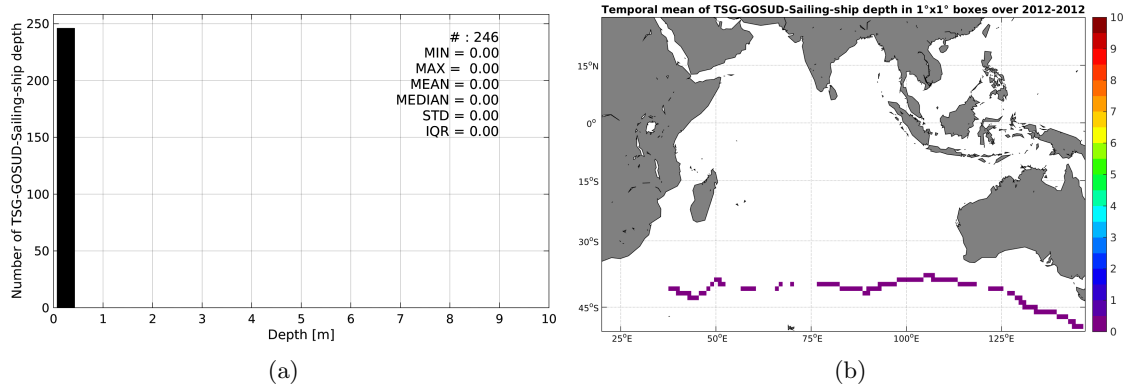 250
200
150
100
50
0
Number of TSG-GOSUD-Sailing-ship depth
# : 246
MIN = 0.00
MAX = 0.00
MEAN = 0.00
MEDIAN = 0.00
STD = 0.00
IQR = 0.00
0 1 2 3 4 5 6 7 8 9 10
Depth [m]
(a)
Temporal mean of TSG-GOSUD-Sailing-ship depth in 1°x1° boxes over 2012-2012
15°N
0°
15°S
30°S
45°S
25°E 50°E 75°E 100°E 125°E
10
9
8
7
6
5
4
3
2
1
0
(b)